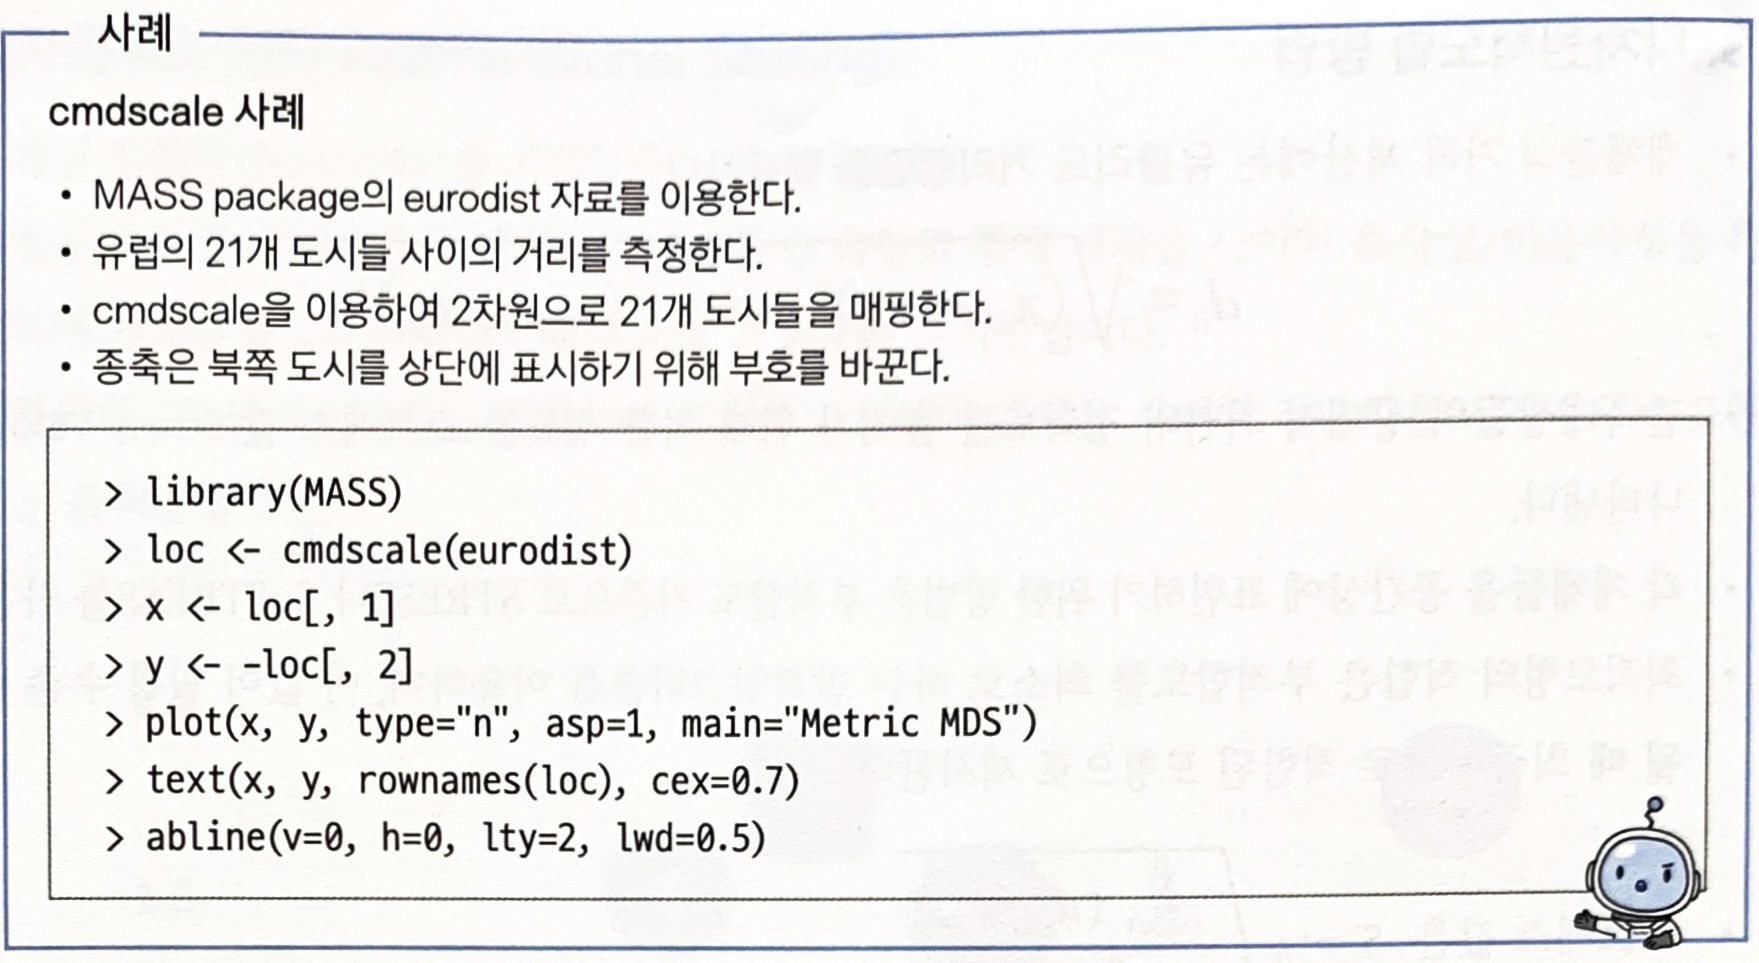 사례
cmdscale 사례
• MASS package의 eurodist 자료를 이용한다.
• 유럽의 21개 도시들 사이의 거리를 측정한다.
• cmdscale을 이용하여 2차원으로 21개 도시들을 매핑한다.
• 종축은 북쪽 도시를 상단에 표시하기 위해 부호를 바꾼다.
> library(MASS)
> loc <- cmdscale(eurodist)
> x <- loc[, 1]
> y <- -loc[, 2]
> plot(x, y, type="n", asp=1, main="Metric MDS")
> text(x, y, rownames(loc), cex=0.7)
> abline(v=0, h=0, lty=2, lwd=0.5)